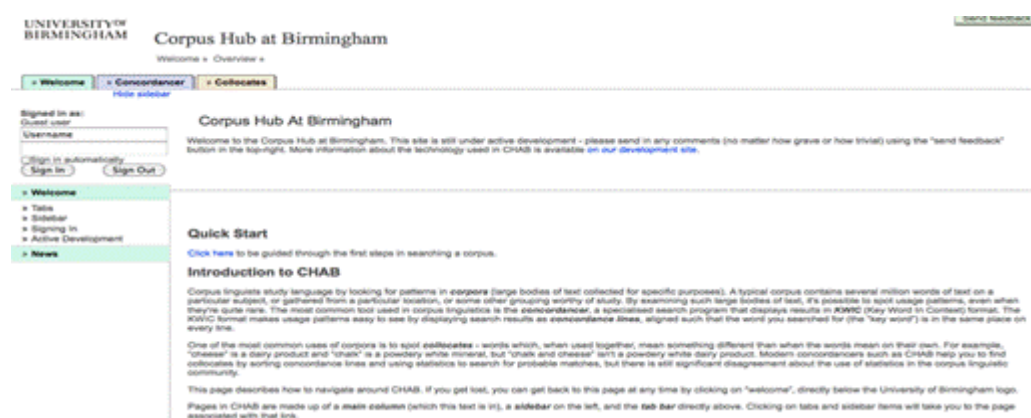 Send feedback
UNIVERSITY OF
BIRMINGHAM
Corpus Hub at Birmingham
Welcome » Overview »
» Welcome
» Concordancer
» Collocates
Hide sidebar
Signed in as:
Guest user
Username
Sign in automatically
Sign In
Sign Out
» Welcome
» Tabs
» Sidebar
» Signing In
» Active Development
» News
Corpus Hub At Birmingham
Welcome to the Corpus Hub at Birmingham. This site is still under active development - please send in any comments (no matter how grave or how trivial) using the "send feedback"
button in the top-right. More information about the technology used in CHAB is available on our development site.
Quick Start
Click here to be guided through the first steps in searching a corpus.
Introduction to CHAB
Corpus linguists study language by looking for patterns in corpora (large bodies of text collected for specific purposes). A typical corpus contains several million words of text on a
particular subject, or gathered from a particular location, or some other grouping worthy of study. By examining such large bodies of text, it's possible to spot usage patterns, even when
they're quite rare. The most common tool used in corpus linguistics is the concordancer, a specialised search program that displays results in KWIC (Key Word In Context) format. The
KWIC format makes usage patterns easy to see by displaying search results as concordance lines, aligned such that the word you searched for (the "key word") is in the same place on
every line.
One of the most common uses of corpora is to spot collocates - words which, when used together, mean something different than when the words mean on their own. For example,
"cheese" is a dairy product and "chalk" is a powdery white mineral, but "chalk and cheese" isn't a powdery white dairy product. Modern concordancers such as CHAB help you to find
collocates by sorting concordance lines and using statistics to search for probable matches, but there is still significant disagreement about the use of statistics in the corpus linguistic
community.
This page describes how to navigate around CHAB. If you get lost, you can get back to this page at any time by clicking on "welcome", directly below the University of Birmingham logo.
Pages in CHAB are made up of a main column (which this text is in), a sidebar on the left, and the tab bar directly above. Clicking on tabs and sidebar items will take you to the page
associated with that link.